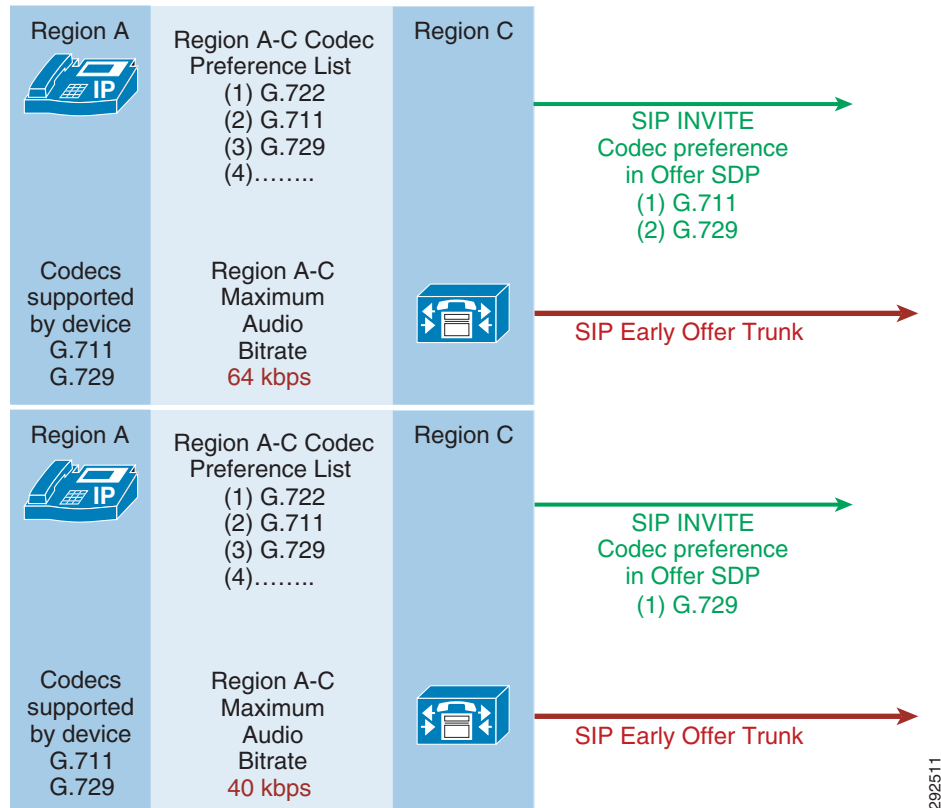 Region A
IP
Codecs
supported
by device
G.711
G.729
Region A-C Codec
Preference List
(1) G.722
(2) G.711
(3) G.729
(4)........
Region A-C
Maximum
Audio
Bitrate
64 kbps
Region C
SIP INVITE
Codec preference
in Offer SDP
(1) G.711
(2) G.729
SIP Early Offer Trunk
Region A
IP
Codecs
supported
by device
G.711
G.729
Region A-C Codec
Preference List
(1) G.722
(2) G.711
(3) G.729
(4)........
Region A-C
Maximum
Audio
Bitrate
40 kbps
Region C
SIP INVITE
Codec preference
in Offer SDP
(1) G.729
SIP Early Offer Trunk
292511